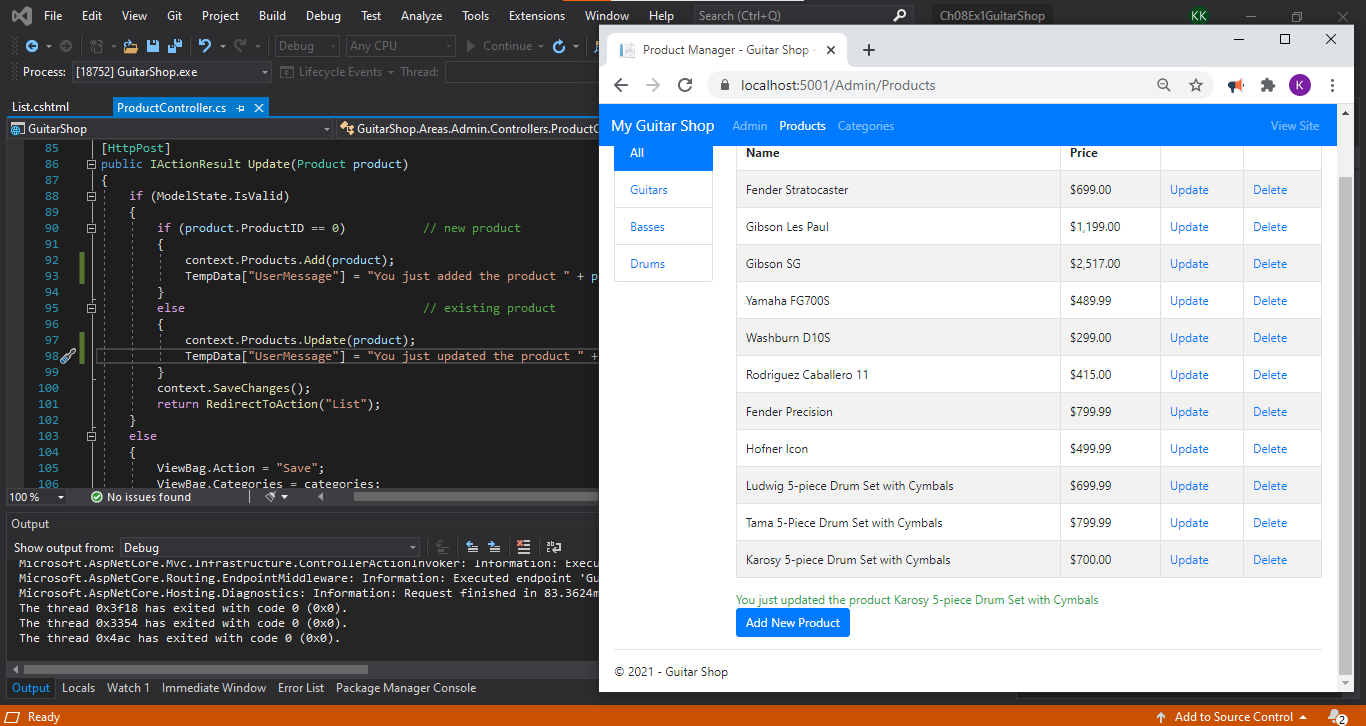 File Edit View Git Project Build Debug Test Analyze Tools Extensions Window Help Search (Ctrl+Q) Ch08Ex1GuitarShop KK
Debug Any CPU Continue
Process: [18752] GuitarShop.exe Lifecycle Events Thread:
List.cshtml ProductController.cs
GuitarShop GuitarShop.Areas.Admin.Controllers.ProductC
85 [HttpPost]
86 public IActionResult Update(Product product)
87 {
88 if (ModelState.IsValid)
89 {
90 if (product.ProductID == 0) // new product
91 {
92 context.Products.Add(product);
93 TempData["UserMessage"] = "You just added the product " + p
94 }
95 else // existing product
96 {
97 context.Products.Update(product);
98 TempData["UserMessage"] = "You just updated the product " +
99 }
100 context.SaveChanges();
101 return RedirectToAction("List");
102 }
103 else
104 {
105 ViewBag.Action = "Save";
106 ViewBag.Categories = categories;
100 % No issues found
Output
Show output from: Debug
Microsoft.AspNetCore.Mvc.Infrastructure.ControllerActionInvoker: Information: Execu
Microsoft.AspNetCore.Routing.EndpointMiddleware: Information: Executed endpoint 'Gu
Microsoft.AspNetCore.Hosting.Diagnostics: Information: Request finished in 83.3624m
The thread 0x3f18 has exited with code 0 (0x0).
The thread 0x3354 has exited with code 0 (0x0).
The thread 0x4ac has exited with code 0 (0x0).
Output Locals Watch 1 Immediate Window Error List Package Manager Console
Ready Add to Source Control 2
Product Manager - Guitar Shop -
localhost:5001/Admin/Products K
My Guitar Shop Admin Products Categories View Site
All
Guitars
Basses
Drums
Name Price
Fender Stratocaster $699.00 Update Delete
Gibson Les Paul $1,199.00 Update Delete
Gibson SG $2,517.00 Update Delete
Yamaha FG700S $489.99 Update Delete
Washburn D10S $299.00 Update Delete
Rodriguez Caballero 11 $415.00 Update Delete
Fender Precision $799.99 Update Delete
Hofner Icon $499.99 Update Delete
Ludwig 5-piece Drum Set with Cymbals $699.99 Update Delete
Tama 5-Piece Drum Set with Cymbals $799.99 Update Delete
Karosy 5-piece Drum Set with Cymbals $700.00 Update Delete
You just updated the product Karosy 5-piece Drum Set with Cymbals
Add New Product
© 2021 - Guitar Shop